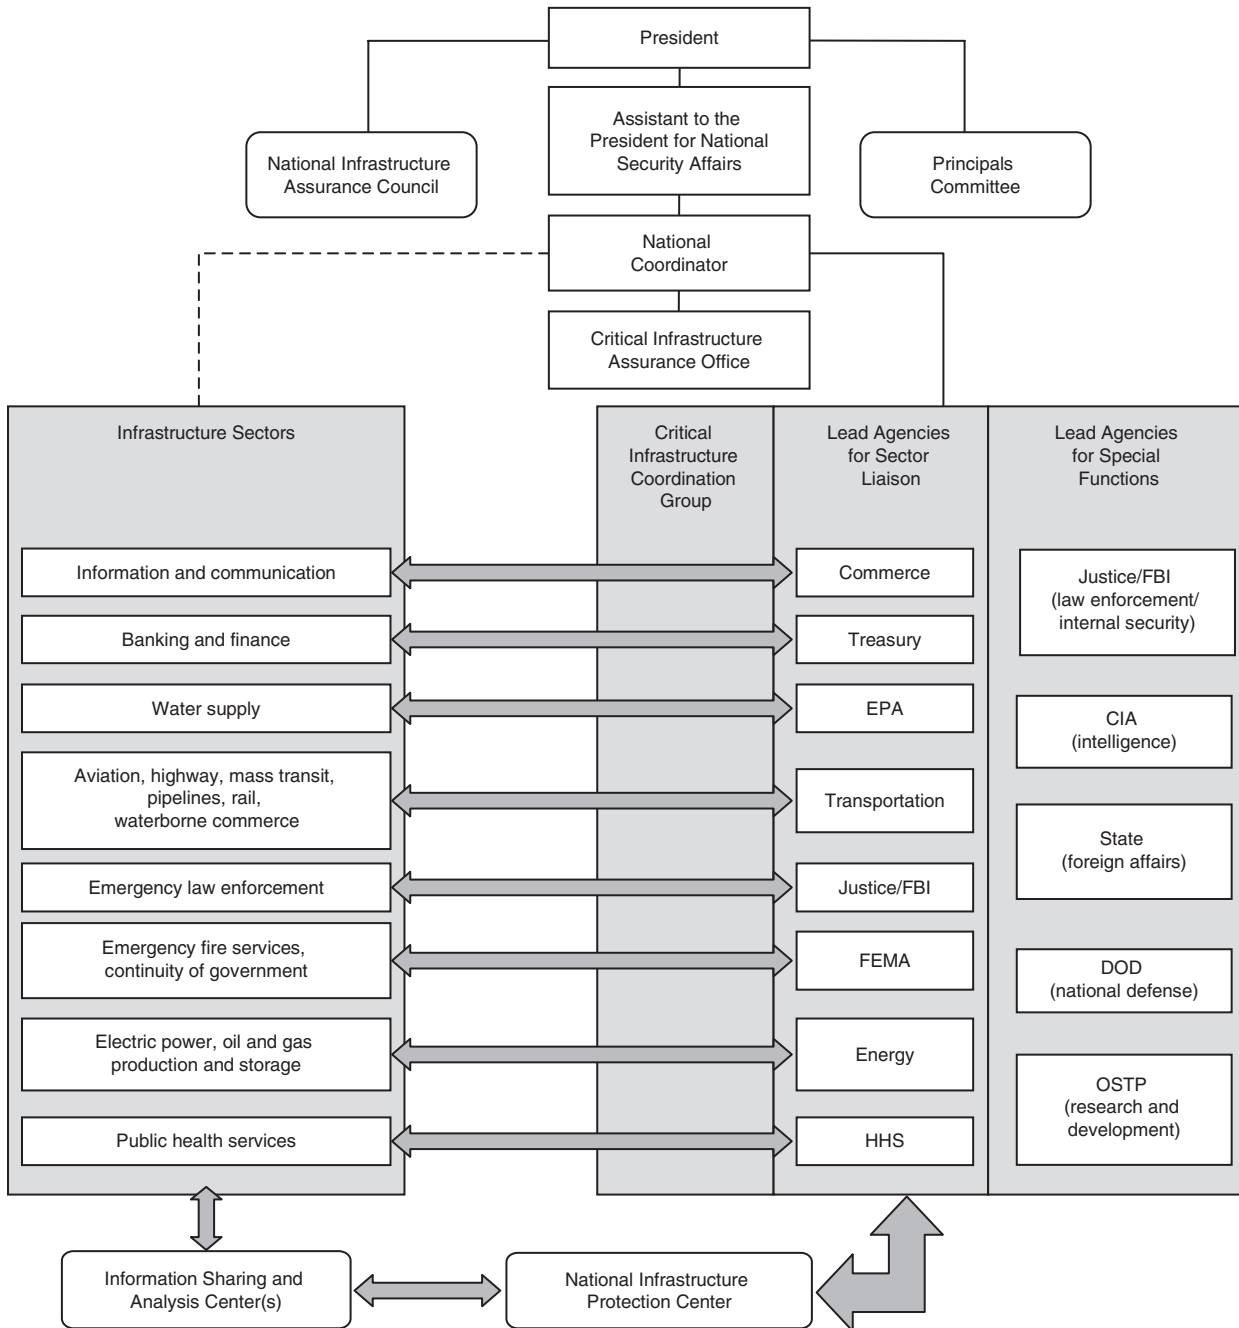 President
Assistant to the
President for National
Security Affairs
National Infrastructure
Assurance Council
Principals
Committee
National
Coordinator
Critical Infrastructure
Assurance Office
Infrastructure Sectors
Critical
Infrastructure
Coordination
Group
Lead Agencies
for Sector
Liaison
Lead Agencies
for Special
Functions
Information and communication
Commerce
Banking and finance
Treasury
Water supply
EPA
Aviation, highway, mass transit,
pipelines, rail,
waterborne commerce
Transportation
Emergency law enforcement
Justice/FBI
Emergency fire services,
continuity of government
FEMA
Electric power, oil and gas
production and storage
Energy
Public health services
HHS
Justice/FBI
(law enforcement/
internal security)
CIA
(intelligence)
State
(foreign affairs)
DOD
(national defense)
OSTP
(research and
development)
Information Sharing and
Analysis Center(s)
National Infrastructure
Protection Center